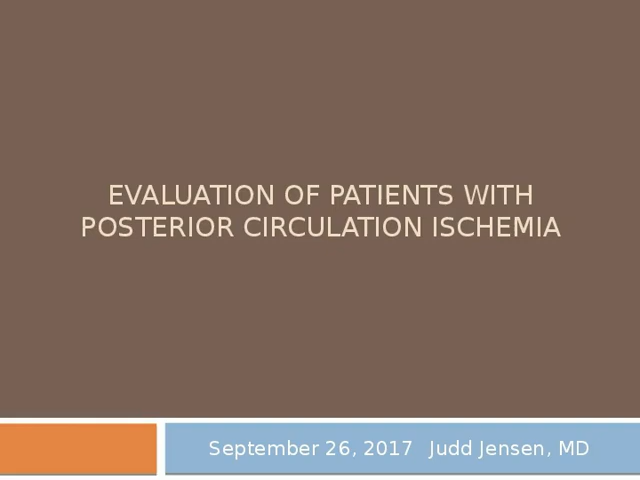 EVALUATION OF PATIENTS WITH
POSTERIOR CIRCULATION ISCHEMIA
September 26, 2017 Judd Jensen, MD